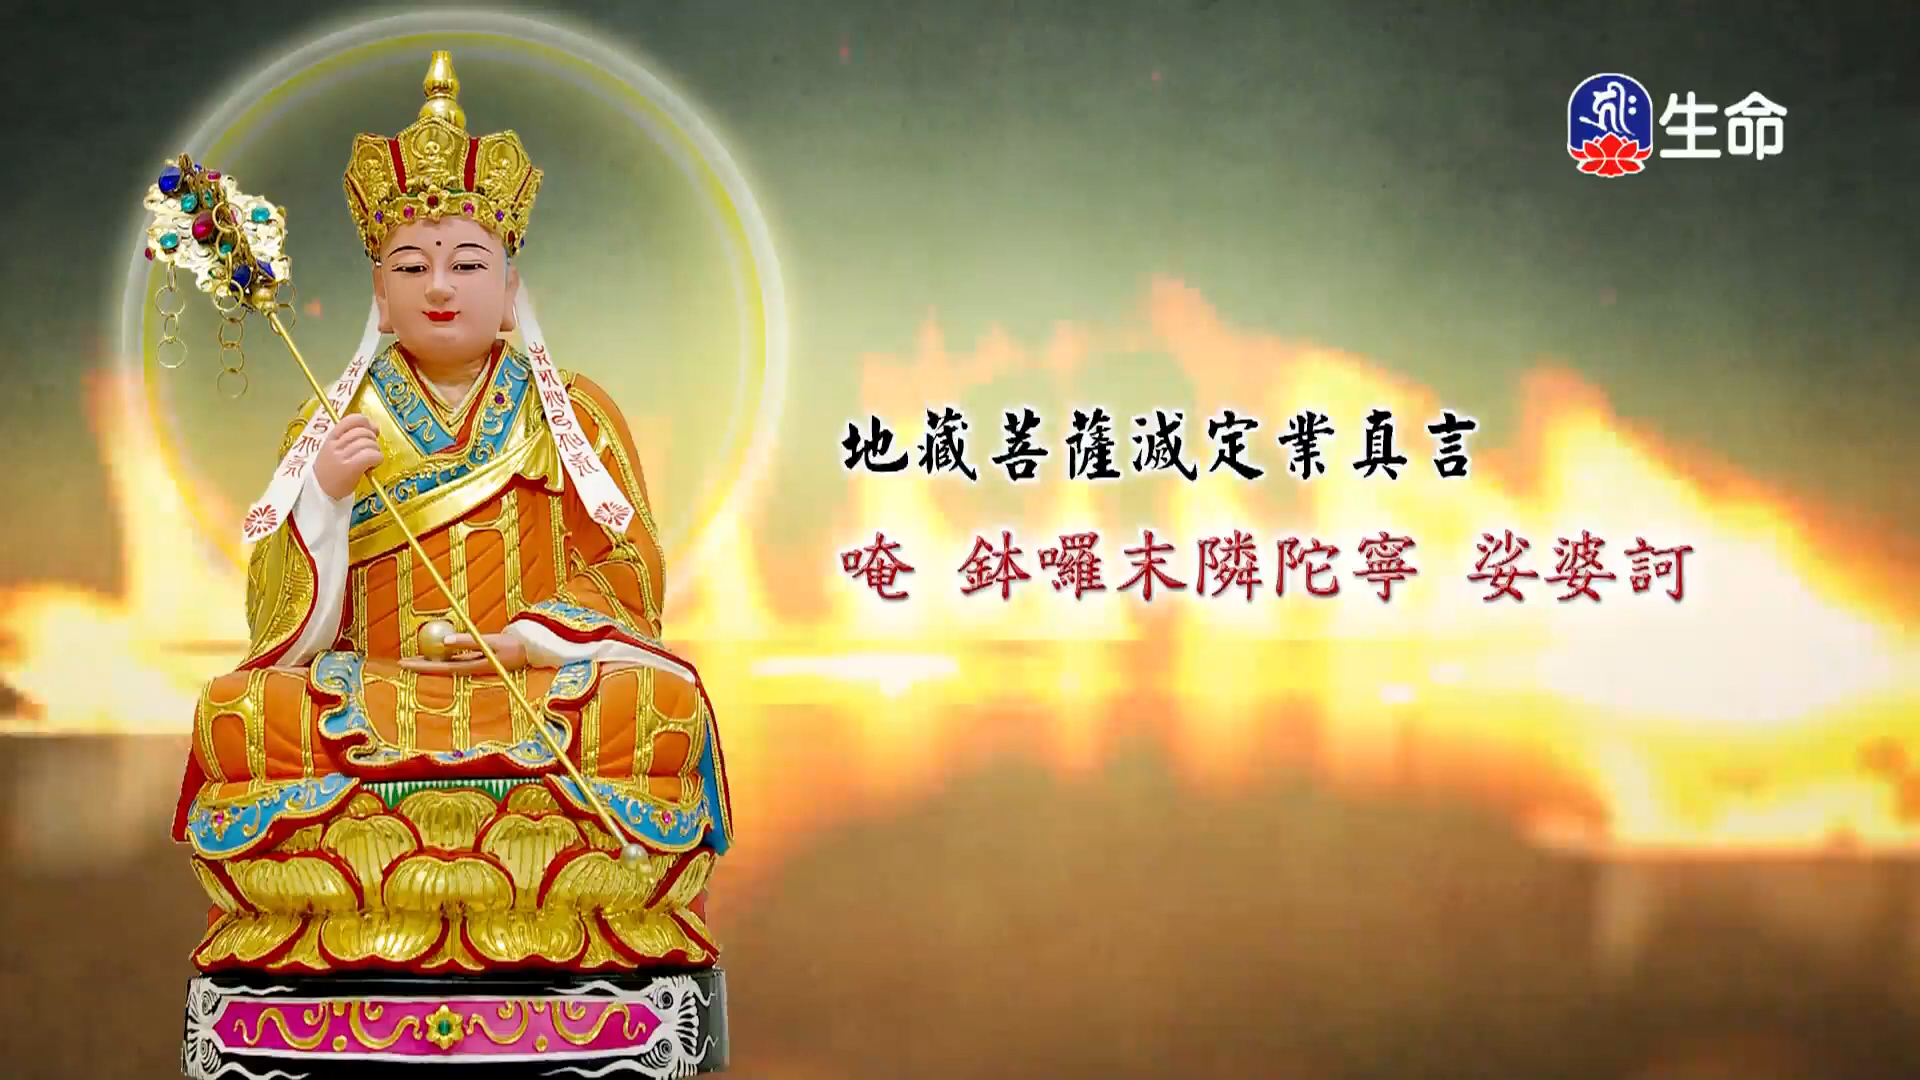 生命
地藏菩薩滅定業真言
唵 鉢囉末隣陀寧 娑婆訶